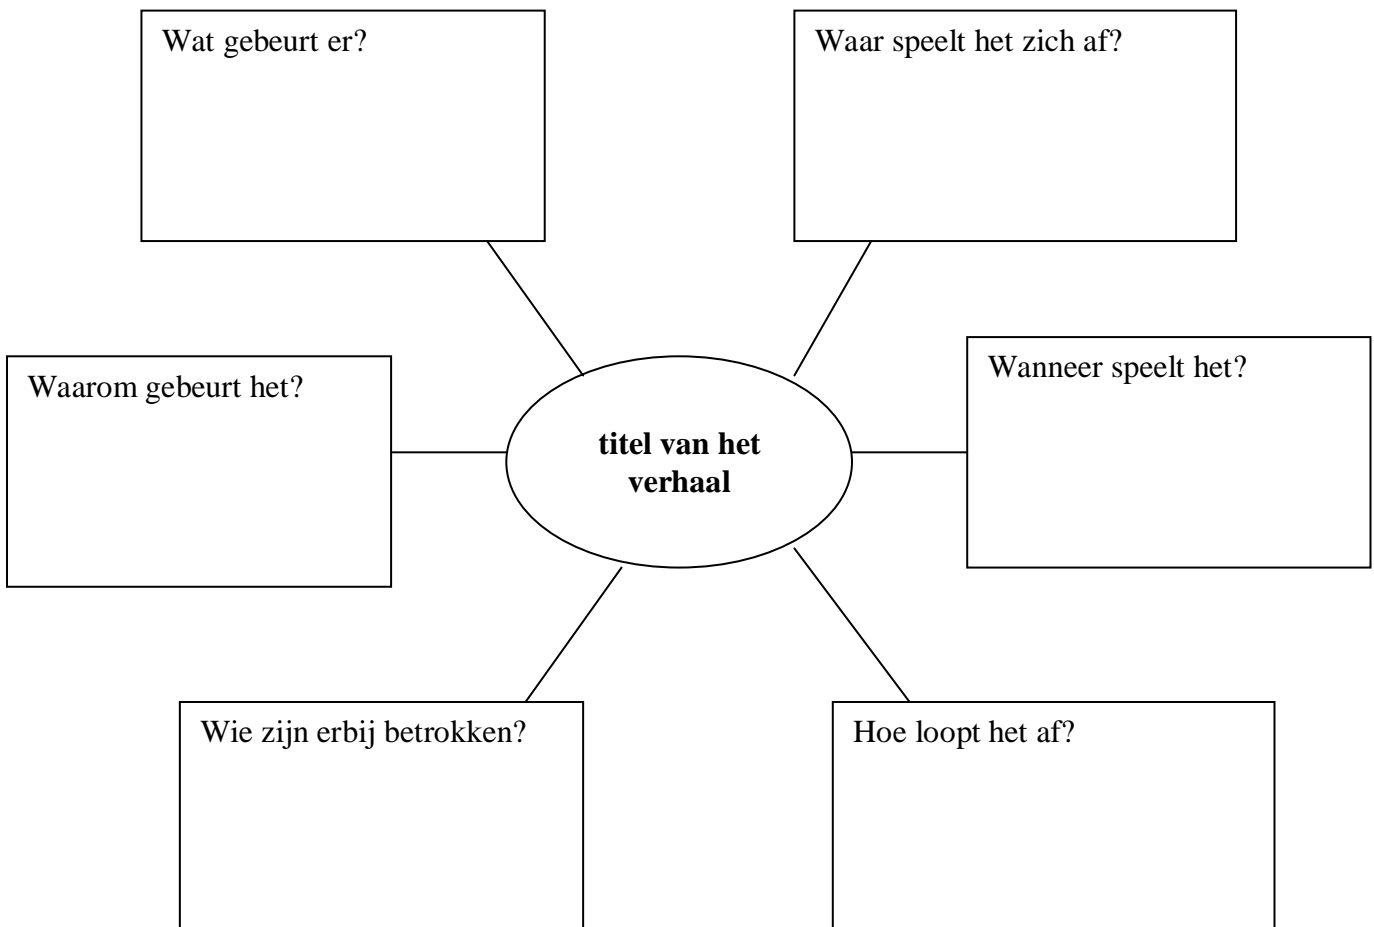 Wat gebeurt er?
Waar speelt het zich af?
Waarom gebeurt het?
Wanneer speelt het?
titel van het
verhaal
Wie zijn erbij betrokken?
Hoe loopt het af?